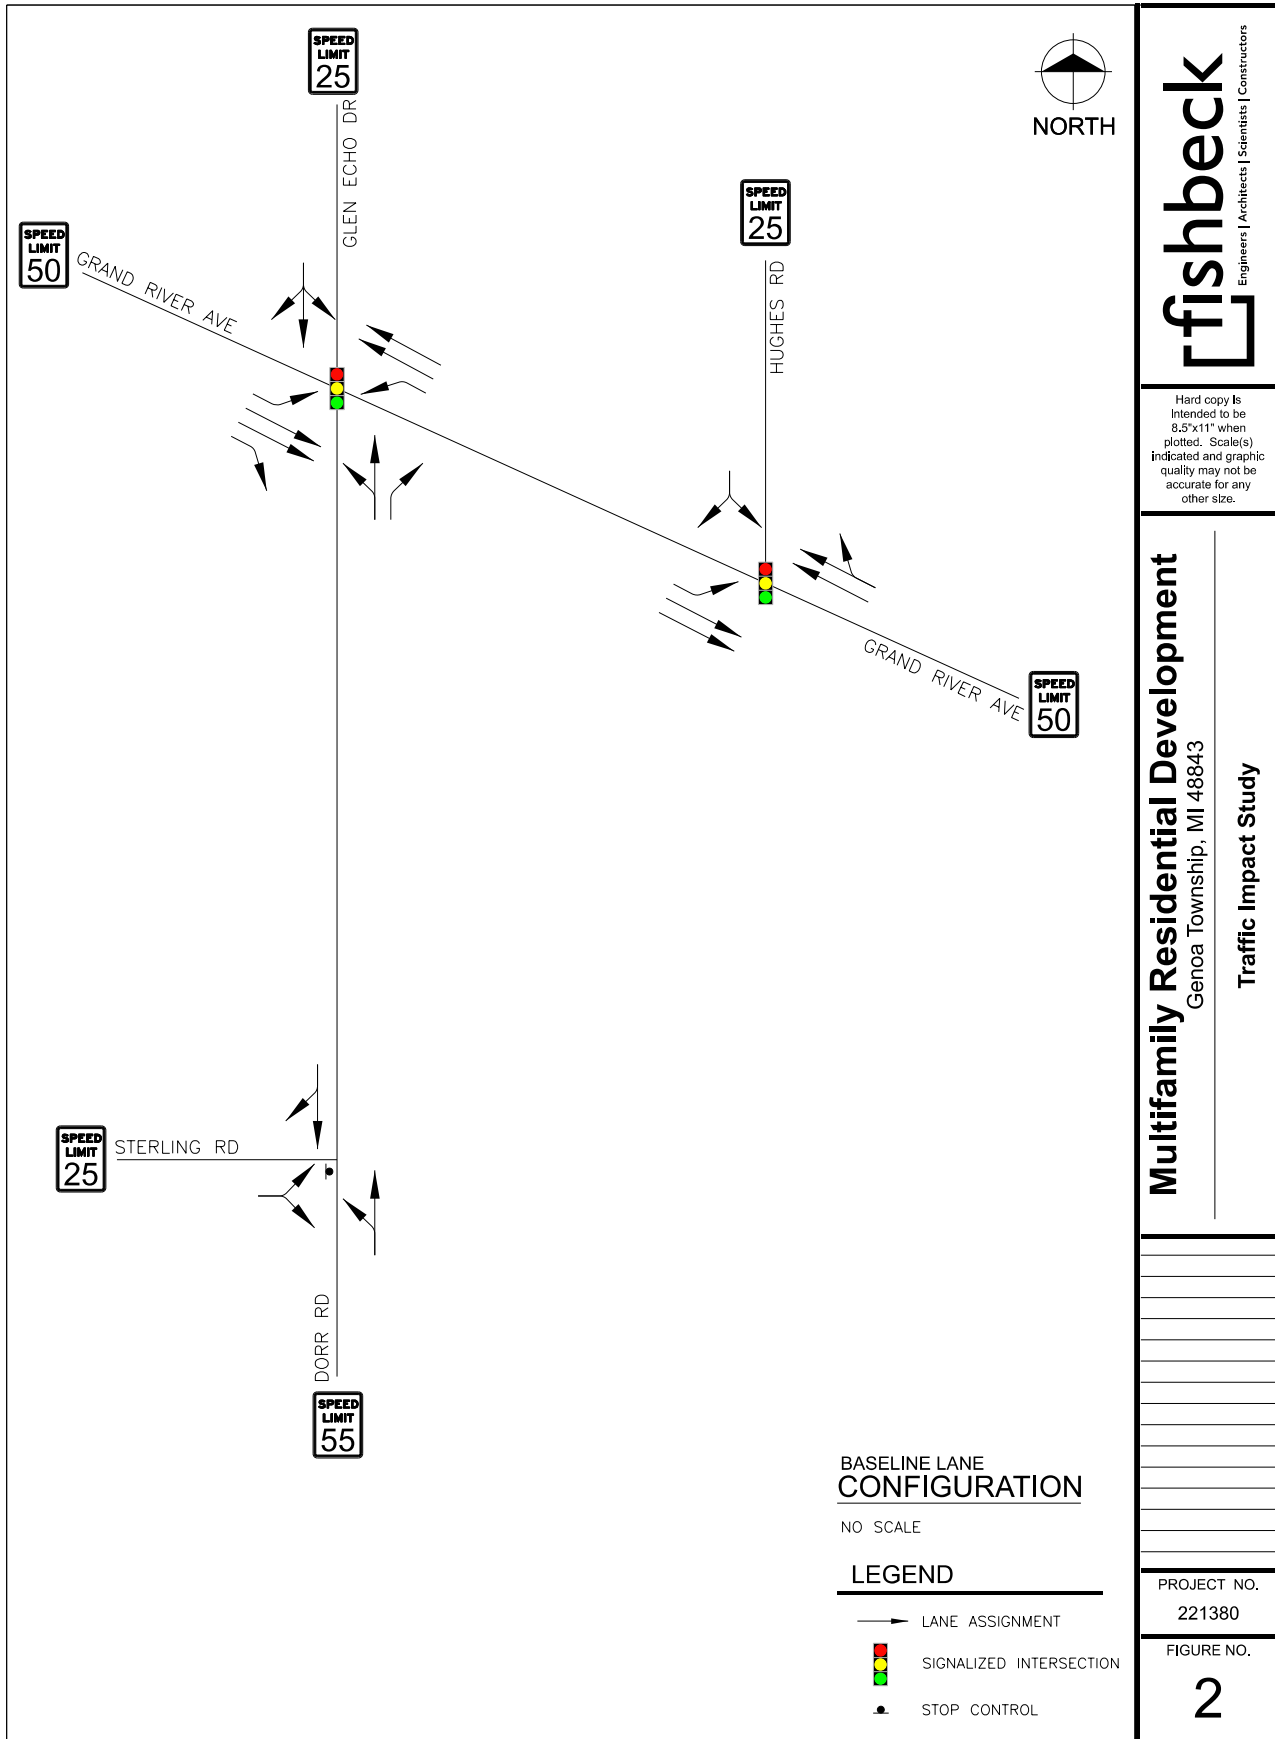 SPEED
LIMIT
25
GLEN ECHO DR
NORTH
SPEED
LIMIT
50
GRAND RIVER AVE
SPEED
LIMIT
25
HUGHES RD
GRAND RIVER AVE
SPEED
LIMIT
50
STERLING RD
SPEED
LIMIT
25
DORR RD
SPEED
LIMIT
55
BASELINE LANE
CONFIGURATION
NO SCALE
LEGEND
LANE ASSIGNMENT
SIGNALIZED INTERSECTION
STOP CONTROL
fishbeck
Engineers | Architects | Scientists | Constructors
Hard copy is
intended to be
8.5"x11" when
plotted. Scale(s)
indicated and graphic
quality may not be
accurate for any
other size.
Multifamily Residential Development
Genoa Township, MI 48843
Traffic Impact Study
PROJECT NO.
221380
FIGURE NO.
2